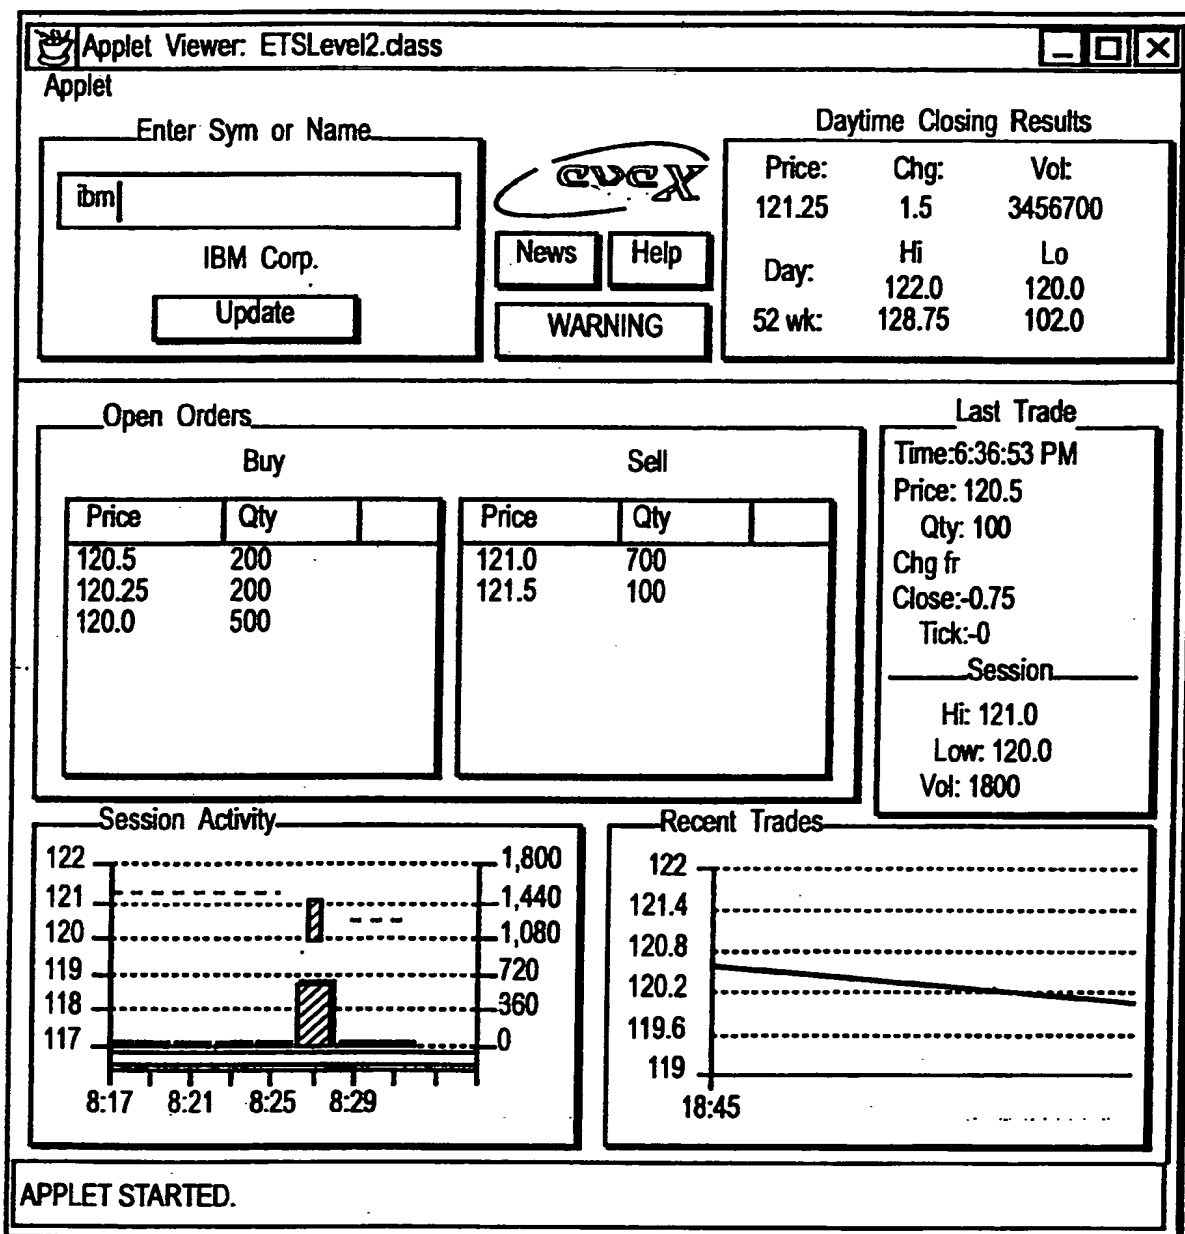 Applet Viewer: ETSLevel2.class
Applet
Enter Sym or Name
ibm
IBM Corp.
Update
News Help
WARNING
Daytime Closing Results
Price: Chg: Vol:
121.25 1.5 3456700
Hi Lo
Day: 122.0 120.0
52 wk: 128.75 102.0
Open Orders
Buy
Price Qty
120.5 200
120.25 200
120.0 500
Sell
Price Qty
121.0 700
121.5 100
Last Trade
Time:6:36:53 PM
Price: 120.5
Qty: 100
Chg fr
Close:-0.75
Tick:-0
Session
Hi: 121.0
Low: 120.0
Vol: 1800
Session Activity
122 1,800
121 1,440
120 1,080
119 720
118 360
117 0
8:17 8:21 8:25 8:29
Recent Trades
122
121.4
120.8
120.2
119.6
119
18:45
APPLET STARTED.